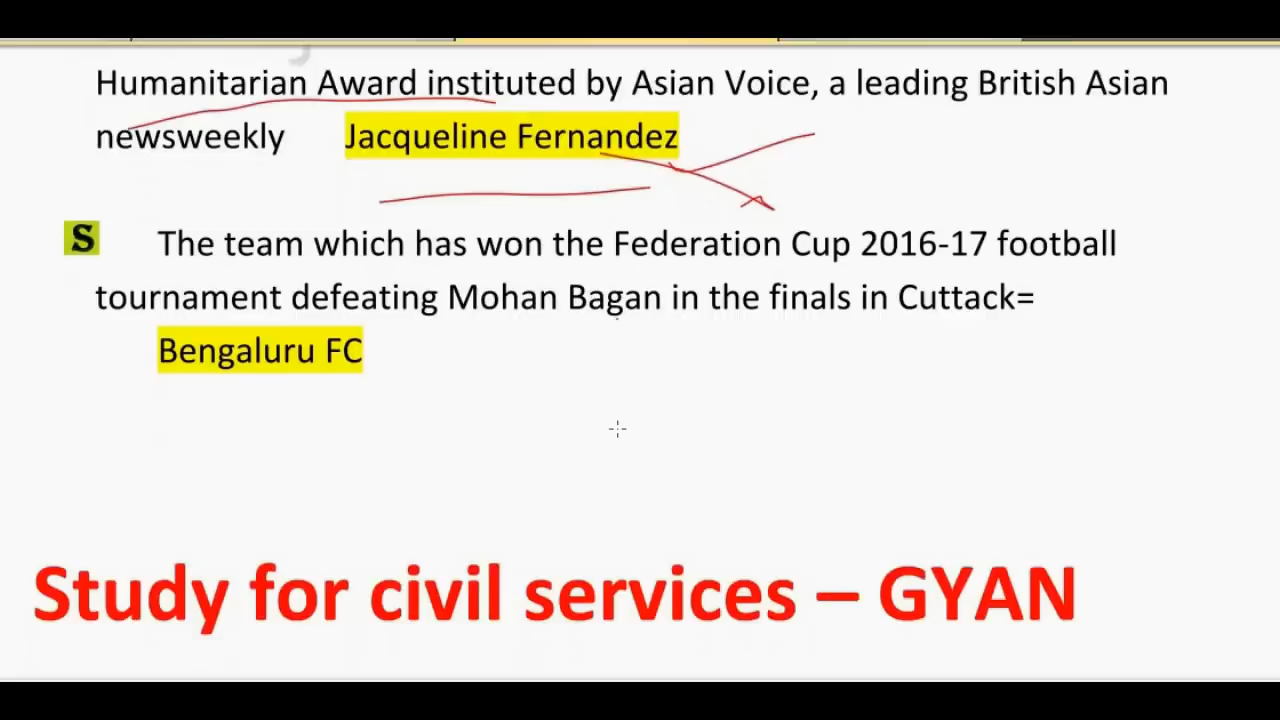 Humanitarian Award instituted by Asian Voice, a leading British Asian
newsweekly Jacqueline Fernandez
S The team which has won the Federation Cup 2016-17 football
tournament defeating Mohan Bagan in the finals in Cuttack=
Bengaluru FC
Study for civil services – GYAN